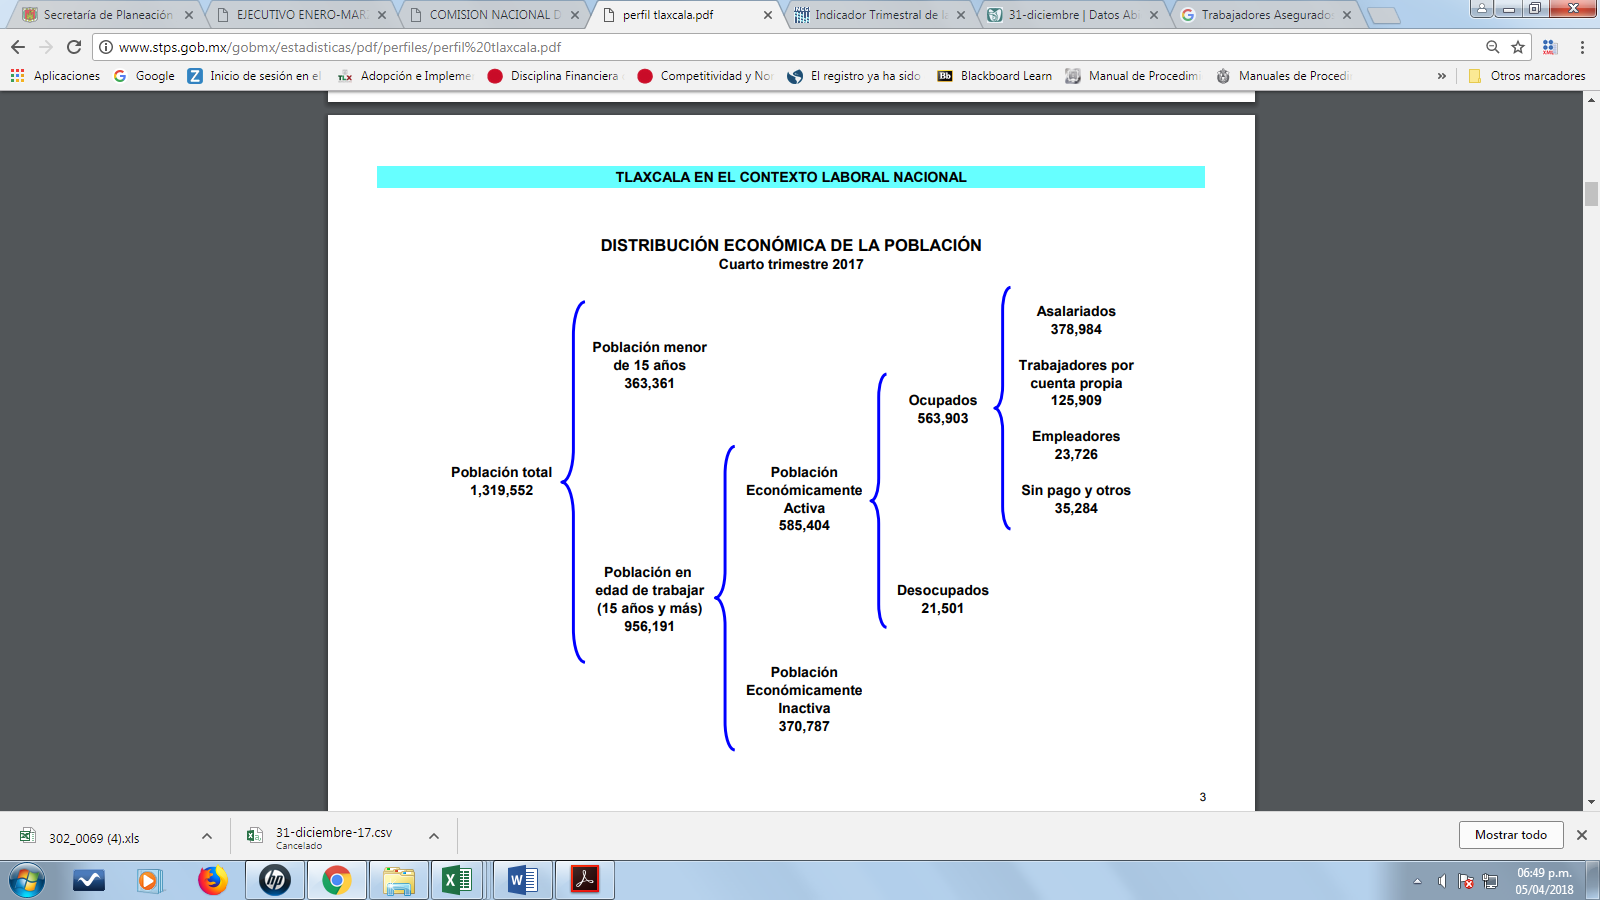 Secretaría de Planeación
EJECUTIVO ENERO-MAR
COMISION NACIONAL D
perfil tlaxcala.pdf
Indicador Trimestral de l
31-diciembre | Datos Abi
Trabajadores Asegurados
www.stps.gob.mx/gobmx/estadisticas/pdf/perfiles/perfil%20tlaxcala.pdf
Aplicaciones
Google
Inicio de sesión en el
Adopción e Impleme
Disciplina Financiera
Competitividad y No
El registro ya ha sido
Bb Blackboard Learn
Manual de Procedim
Manuales de Procedi
»
Otros marcadores
TLAXCALA EN EL CONTEXTO LABORAL NACIONAL
DISTRIBUCIÓN ECONÓMICA DE LA POBLACIÓN
Cuarto trimestre 2017
Población total
1,319,552
Población menor
de 15 años
363,361
Población en
edad de trabajar
(15 años y más)
956,191
Población
Económicamente
Activa
585,404
Población
Económicamente
Inactiva
370,787
Ocupados
563,903
Desocupados
21,501
Asalariados
378,984
Trabajadores por
cuenta propia
125,909
Empleadores
23,726
Sin pago y otros
35,284
3
302_0069 (4).xls
31-diciembre-17.csv
Cancelado
Mostrar todo
06:49 p.m.
05/04/2018